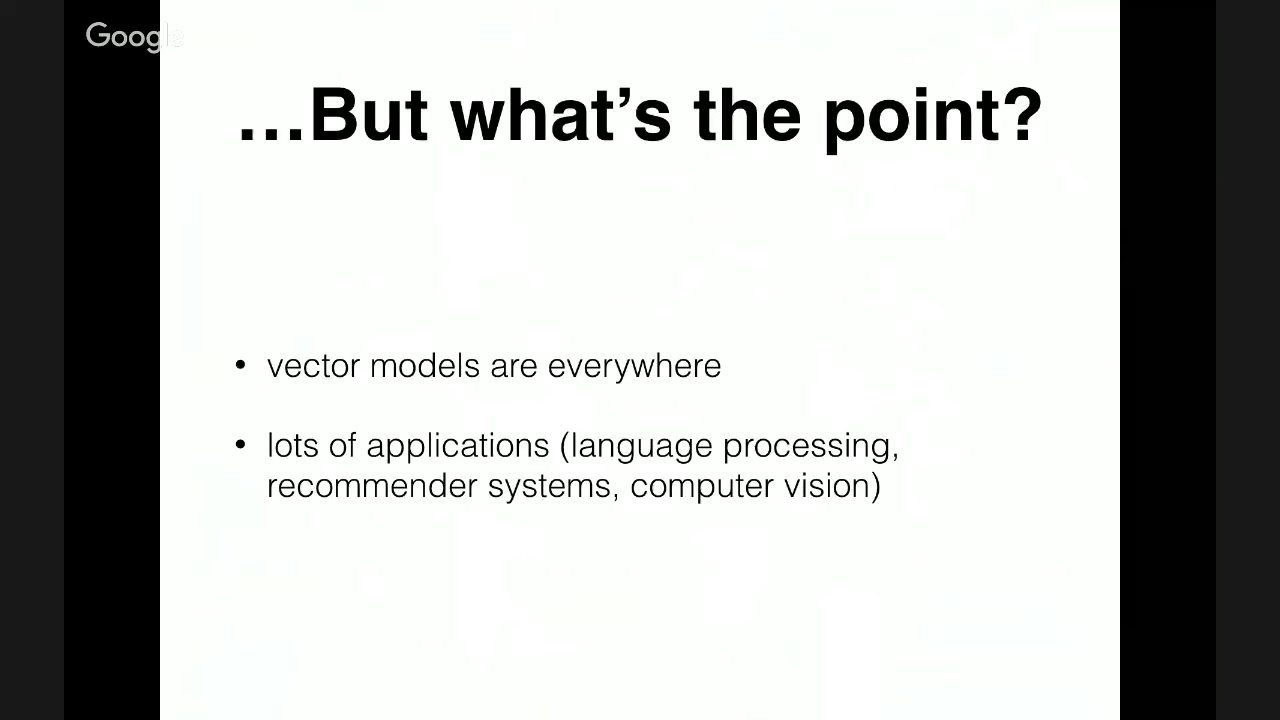 Google
…But what’s the point?
• vector models are everywhere
• lots of applications (language processing,
recommender systems, computer vision)